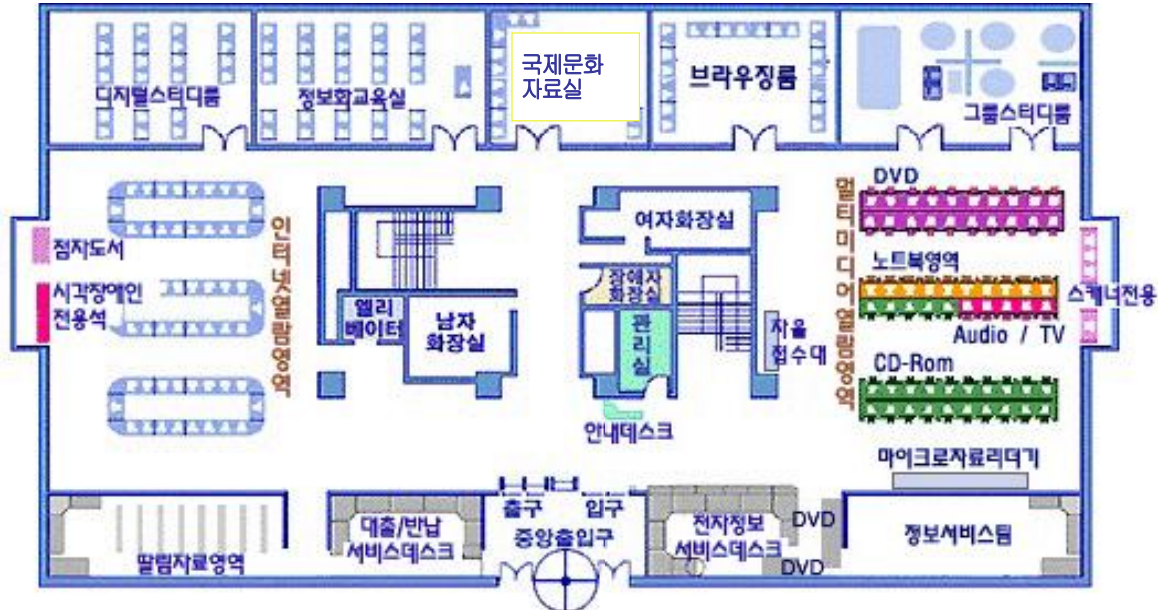 디지털스터디룸
정보화교육실
국제문화
자료실
브라우징룸
그룹스터디룸
DVD
여자화장실
점자도서
인터넷열람영역
멀티미디어열람영역
장애자
화장실
노트북영역
시각장애인
전용석
스캐너전용
엘리
베이터
남자
화장실
관리실
자율
접수대
Audio / TV
CD-Rom
안내데스크
마이크로자료리더기
출구
입구
대출/반납
서비스데스크
중앙출입구
전자정보
서비스데스크
DVD
DVD
정보서비스팀
딸림자료영역